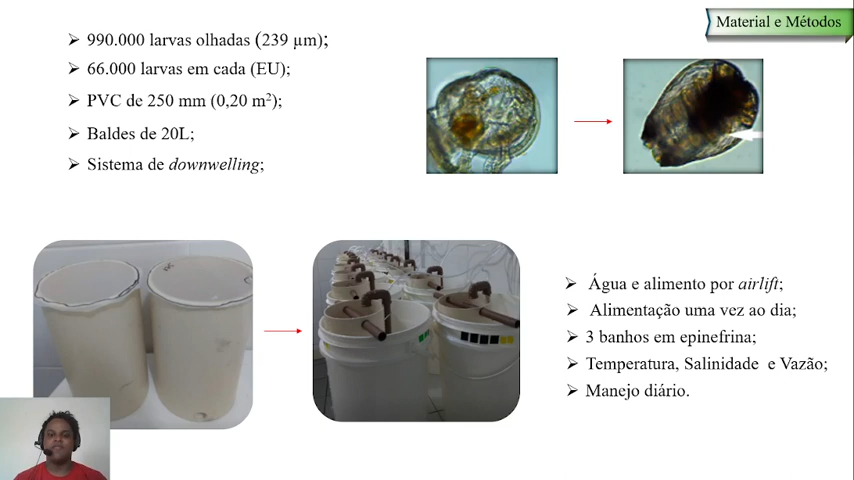 Material e Métodos
990.000 larvas olhadas (239 µm);
66.000 larvas em cada (EU);
PVC de 250 mm (0,20 m²);
Baldes de 20L;
Sistema de downwelling;
Água e alimento por airlift;
Alimentação uma vez ao dia;
3 banhos em epinefrina;
Temperatura, Salinidade e Vazão;
Manejo diário.